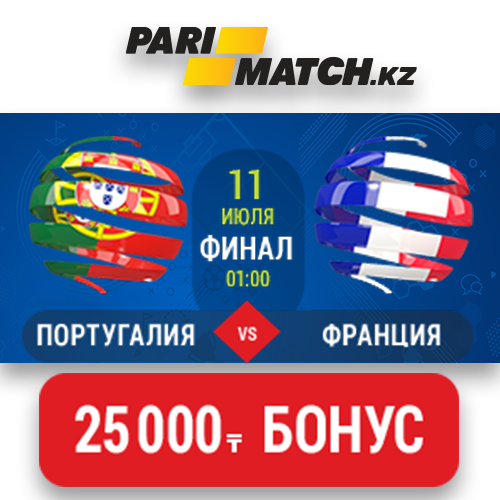 PARI
MATCH.KZ
11
ИЮЛЯ
ФИНАЛ
01:00
ПОРТУГАЛИЯ VS ФРАНЦИЯ
25 000 ₸ БОНУС